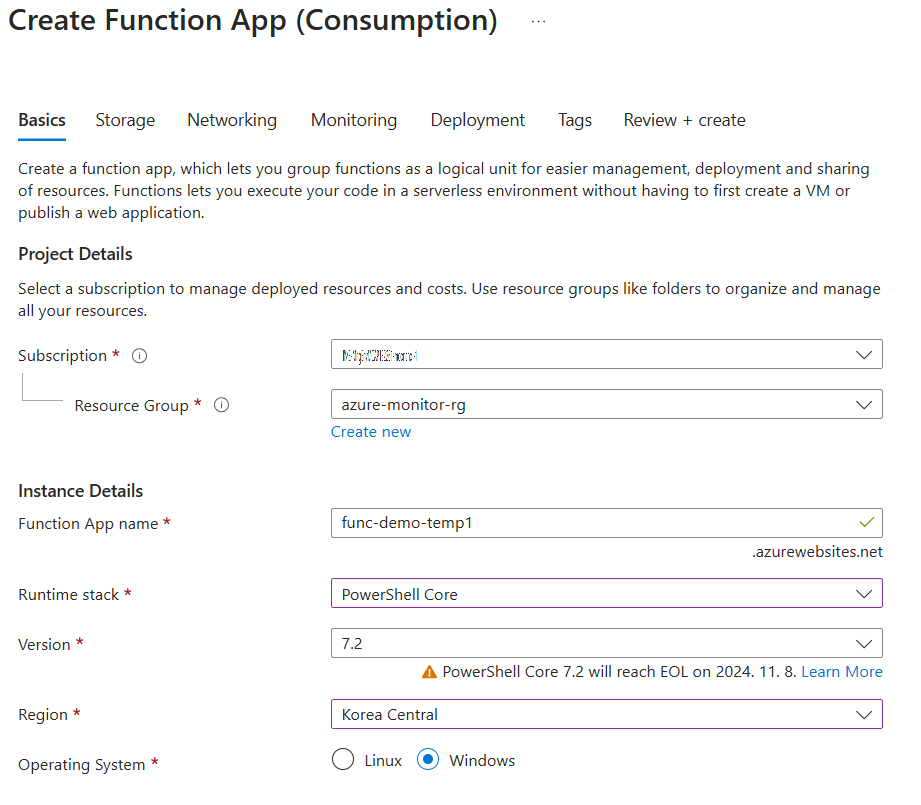 Create Function App (Consumption) ...
Basics Storage Networking Monitoring Deployment Tags Review + create
Create a function app, which lets you group functions as a logical unit for easier management, deployment and sharing
of resources. Functions lets you execute your code in a serverless environment without having to first create a VM or
publish a web application.
Project Details
Select a subscription to manage deployed resources and costs. Use resource groups like folders to organize and manage
all your resources.
Subscription *
Resource Group * azure-monitor-rg
Create new
Instance Details
Function App name * func-demo-temp1
.azurewebsites.net
Runtime stack * PowerShell Core
Version * 7.2
PowerShell Core 7.2 will reach EOL on 2024. 11. 8. Learn More
Region * Korea Central
Operating System * Linux Windows